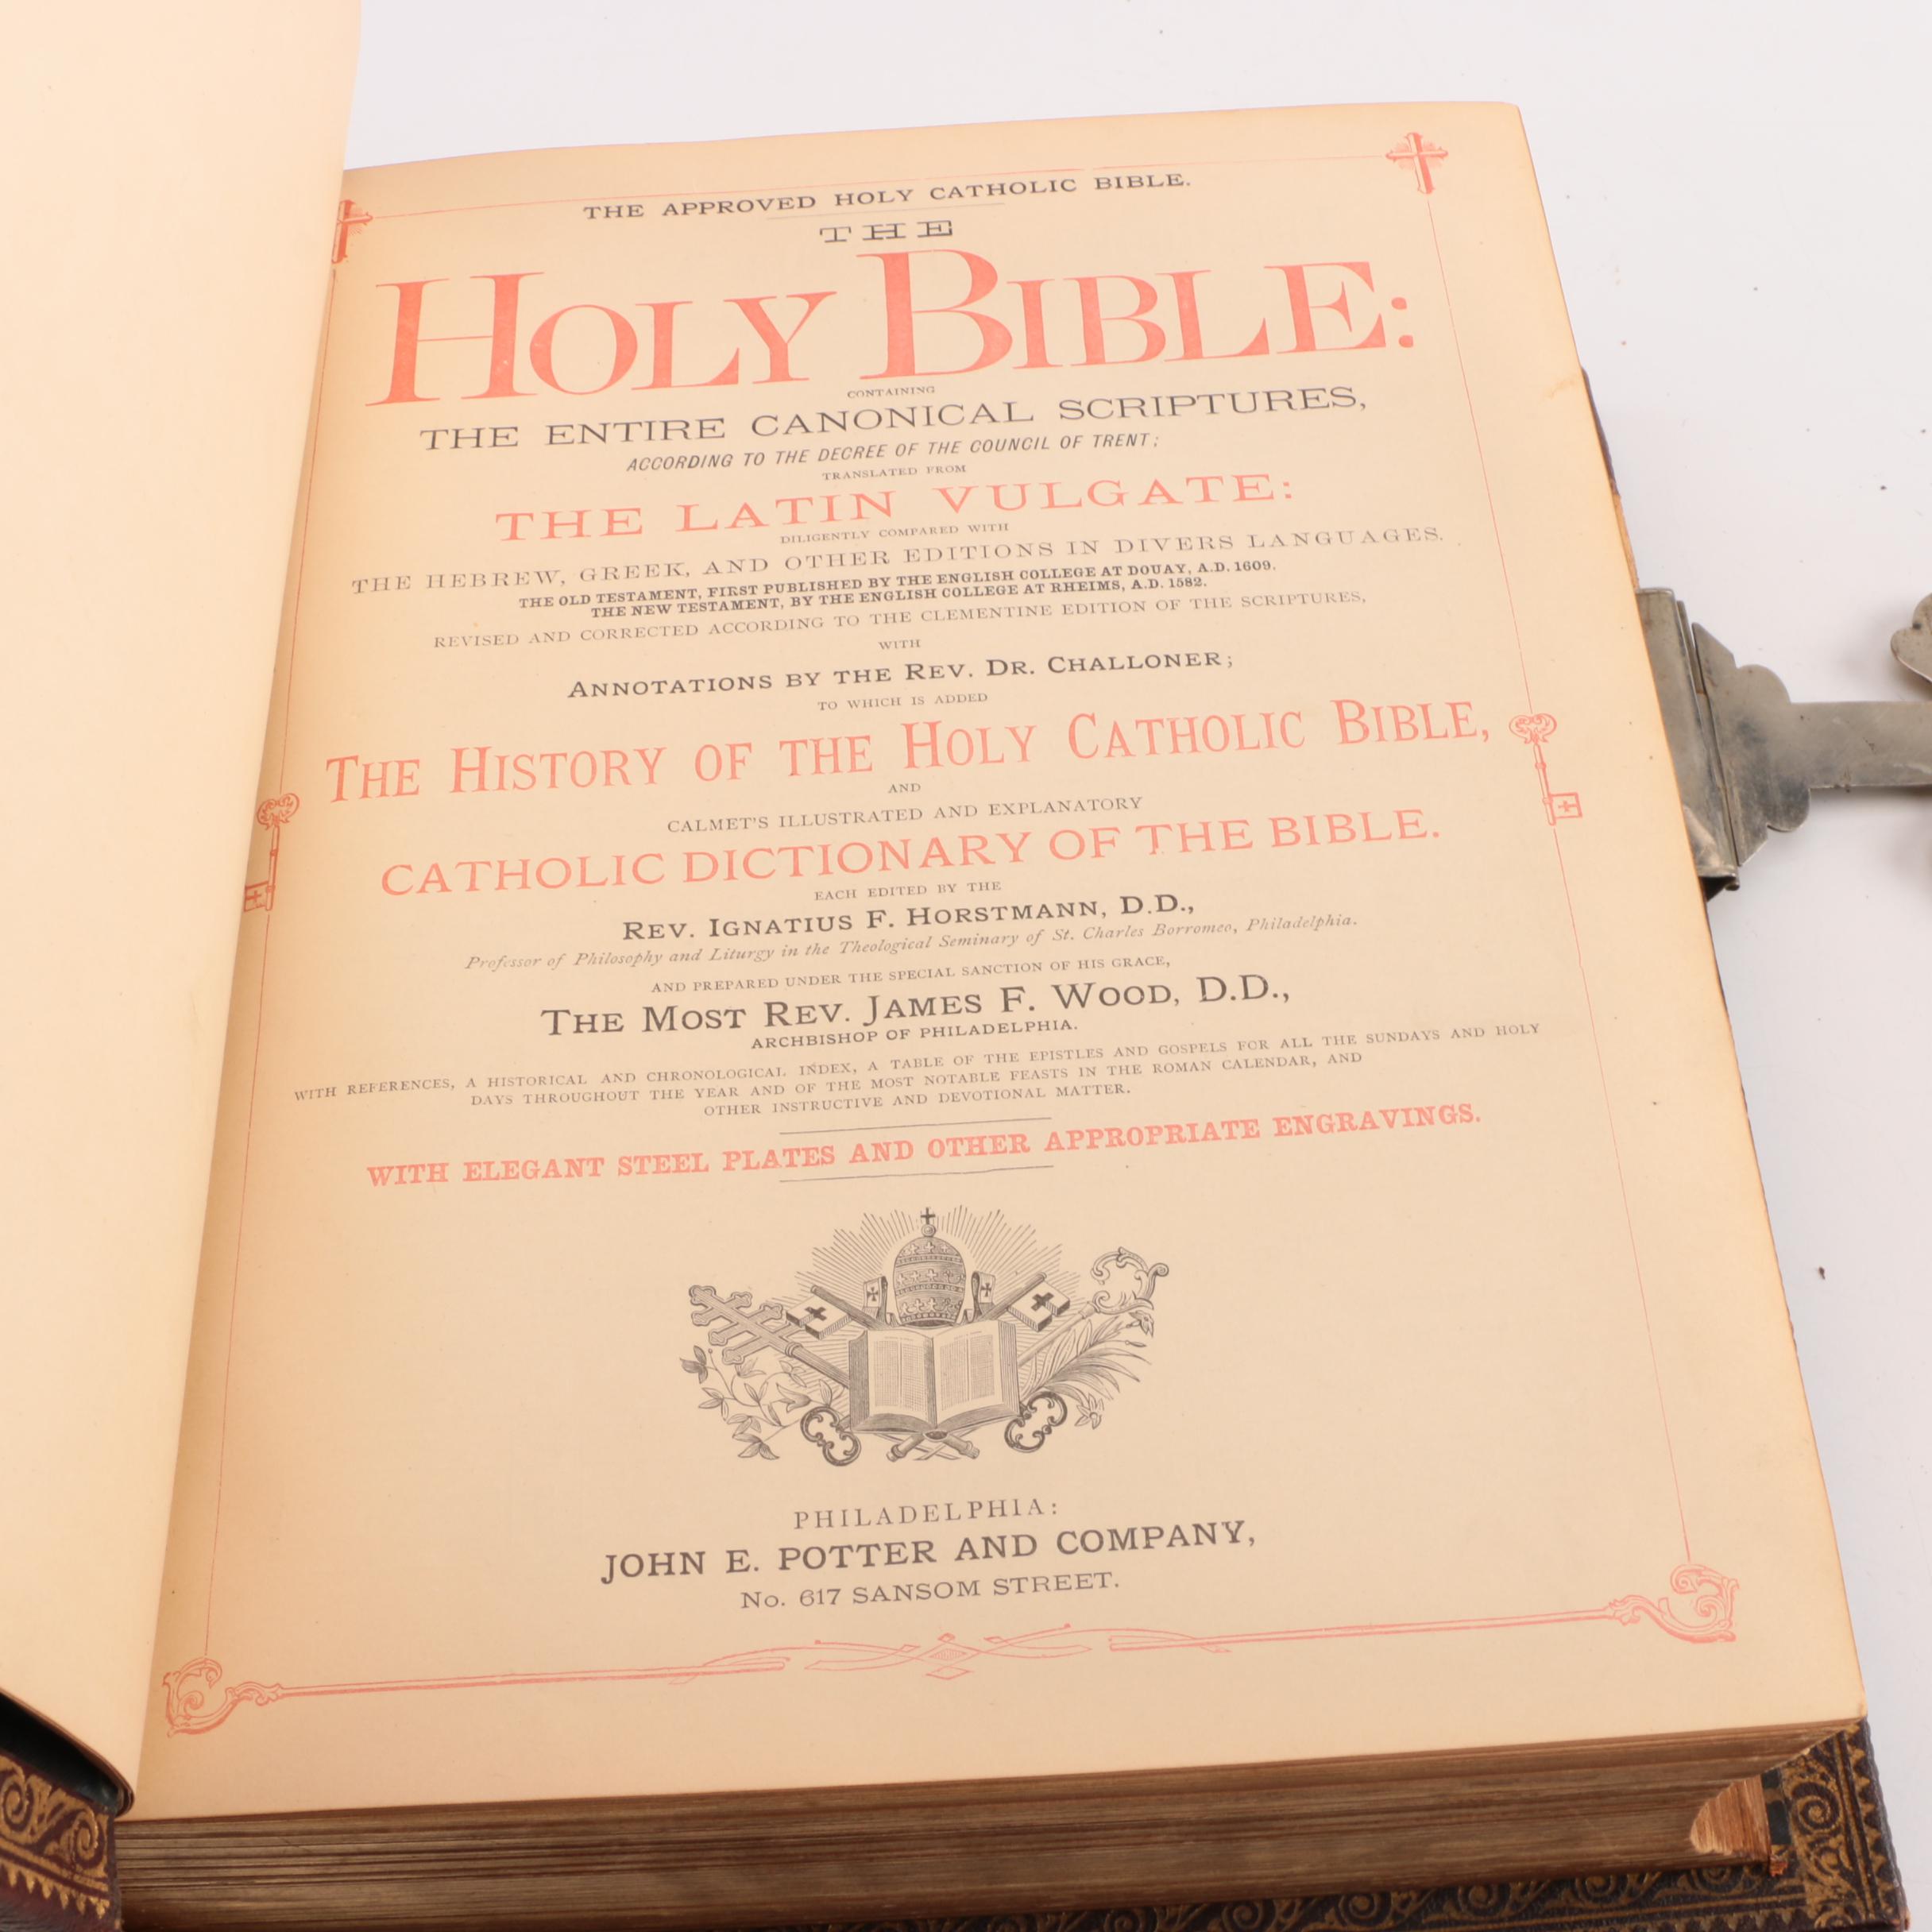 THE APPROVED HOLY CATHOLIC BIBLE.
THE
HOLY BIBLE:
CONTAINING
THE ENTIRE CANONICAL SCRIPTURES,
ACCORDING TO THE DECREE OF THE COUNCIL OF TRENT;
TRANSLATED FROM
THE LATIN VULGATE:
DILIGENTLY COMPARED WITH
THE HEBREW, GREEK, AND OTHER EDITIONS IN DIVERS LANGUAGES.
THE OLD TESTAMENT, FIRST PUBLISHED BY THE ENGLISH COLLEGE AT DOUAY, A.D. 1609.
THE NEW TESTAMENT, BY THE ENGLISH COLLEGE AT RHEIMS, A.D. 1582.
REVISED AND CORRECTED ACCORDING TO THE CLEMENTINE EDITION OF THE SCRIPTURES,
WITH
ANNOTATIONS BY THE REV. DR. CHALLONER;
TO WHICH IS ADDED
THE HISTORY OF THE HOLY CATHOLIC BIBLE,
AND
CALMET'S ILLUSTRATED AND EXPLANATORY
CATHOLIC DICTIONARY OF THE BIBLE.
EACH EDITED BY THE
REV. IGNATIUS F. HORSTMANN, D.D.,
Professor of Philosophy and Liturgy in the Theological Seminary of St. Charles Borromeo, Philadelphia.
AND PREPARED UNDER THE SPECIAL SANCTION OF HIS GRACE,
THE MOST REV. JAMES F. WOOD, D.D.,
ARCHBISHOP OF PHILADELPHIA.
WITH REFERENCES, A HISTORICAL AND CHRONOLOGICAL INDEX, A TABLE OF THE EPISTLES AND GOSPELS FOR ALL THE SUNDAYS AND HOLY
DAYS THROUGHOUT THE YEAR AND OF THE MOST NOTABLE FEASTS IN THE ROMAN CALENDAR, AND
OTHER INSTRUCTIVE AND DEVOTIONAL MATTER.
WITH ELEGANT STEEL PLATES AND OTHER APPROPRIATE ENGRAVINGS.
PHILADELPHIA:
JOHN E. POTTER AND COMPANY,
No. 617 SANSOM STREET.